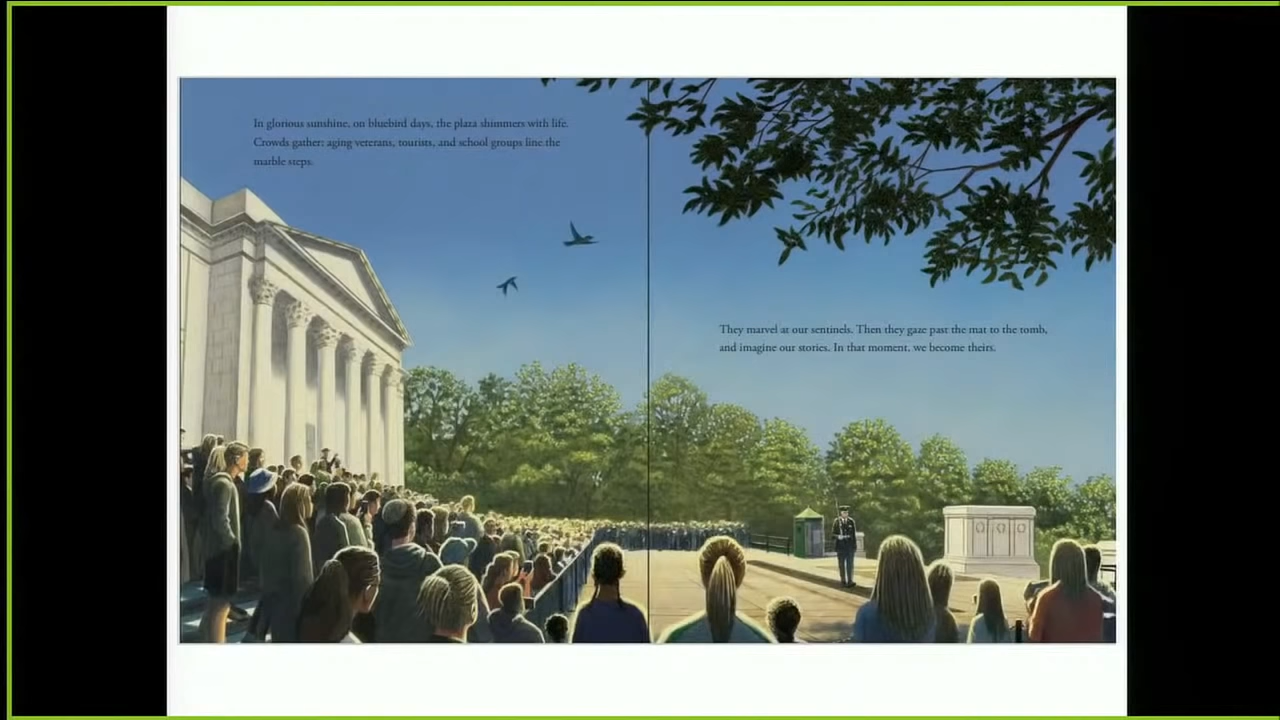 In glorious sunshine, on bluebird days, the plaza shimmers with life.
Crowds gather: aging veterans, tourists, and school groups line the
marble steps.
They marvel at our sentinels. Then they gaze past the mat to the tomb,
and imagine our stories. In that moment, we become theirs.